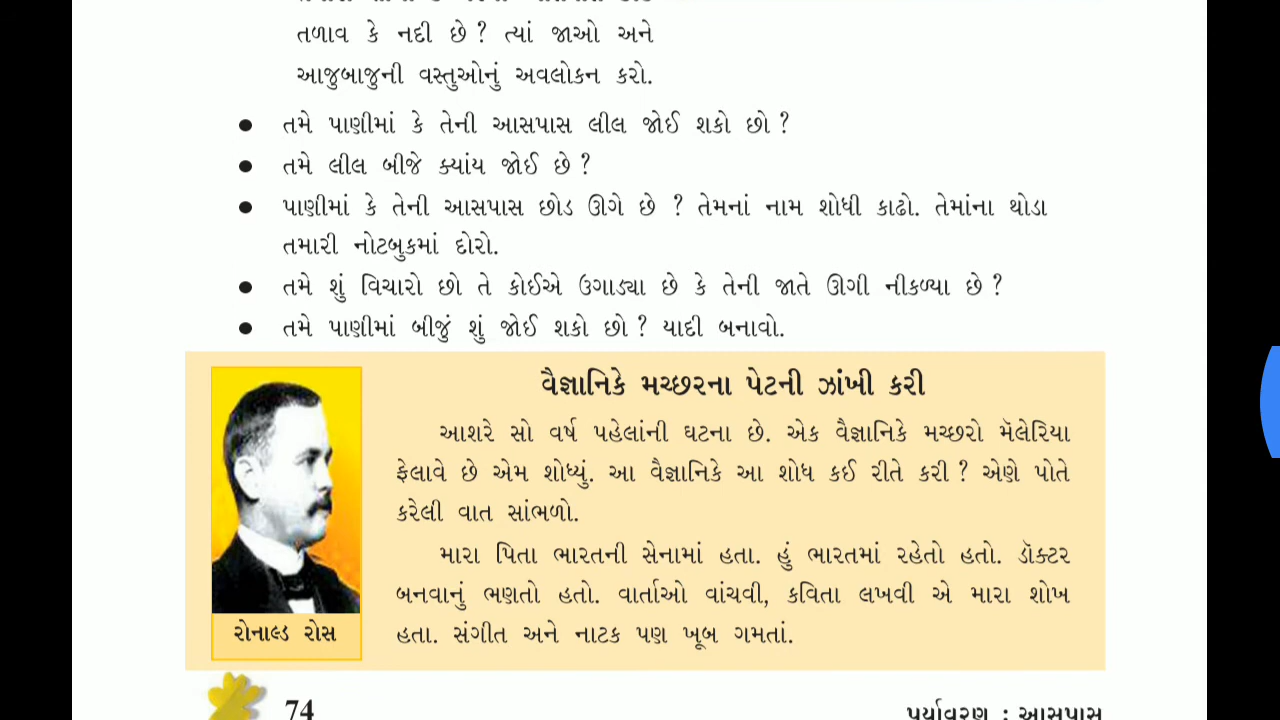 તળાવ કે નદી છે ? ત્યાં જાઓ અને
આજુબાજુની વસ્તુઓનું અવલોકન કરો.
● તમે પાણીમાં કે તેની આસપાસ લીલ જોઈ શકો છો ?
● તમે લીલ બીજે ક્યાંય જોઈ છે ?
● પાણીમાં કે તેની આસપાસ છોડ ઊગે છે ? તેમનાં નામ શોધી કાઢો. તેમાંના થોડા
તમારી નોટબુકમાં દોરો.
● તમે શું વિચારો છો તે કોઈએ ઉગાડ્યા છે કે તેની જાતે ઊગી નીકળ્યા છે ?
● તમે પાણીમાં બીજું શું જોઈ શકો છો ? યાદી બનાવો.
વૈજ્ઞાનિકે મચ્છરના પેટની ઝાંખી કરી
આશરે સો વર્ષ પહેલાંની ઘટના છે. એક વૈજ્ઞાનિકે મચ્છરો મૅલેરિયા
ફેલાવે છે એમ શોધ્યું. આ વૈજ્ઞાનિકે આ શોધ કઈ રીતે કરી ? એણે પોતે
કરેલી વાત સાંભળો.
મારા પિતા ભારતની સેનામાં હતા. હું ભારતમાં રહેતો હતો. ડૉક્ટર
બનવાનું ભણતો હતો. વાર્તાઓ વાંચવી, કવિતા લખવી એ મારા શોખ
હતા. સંગીત અને નાટક પણ ખૂબ ગમતાં.
રોનાલ્ડ રોસ
74
પર્યાવરણ : આસપાસ